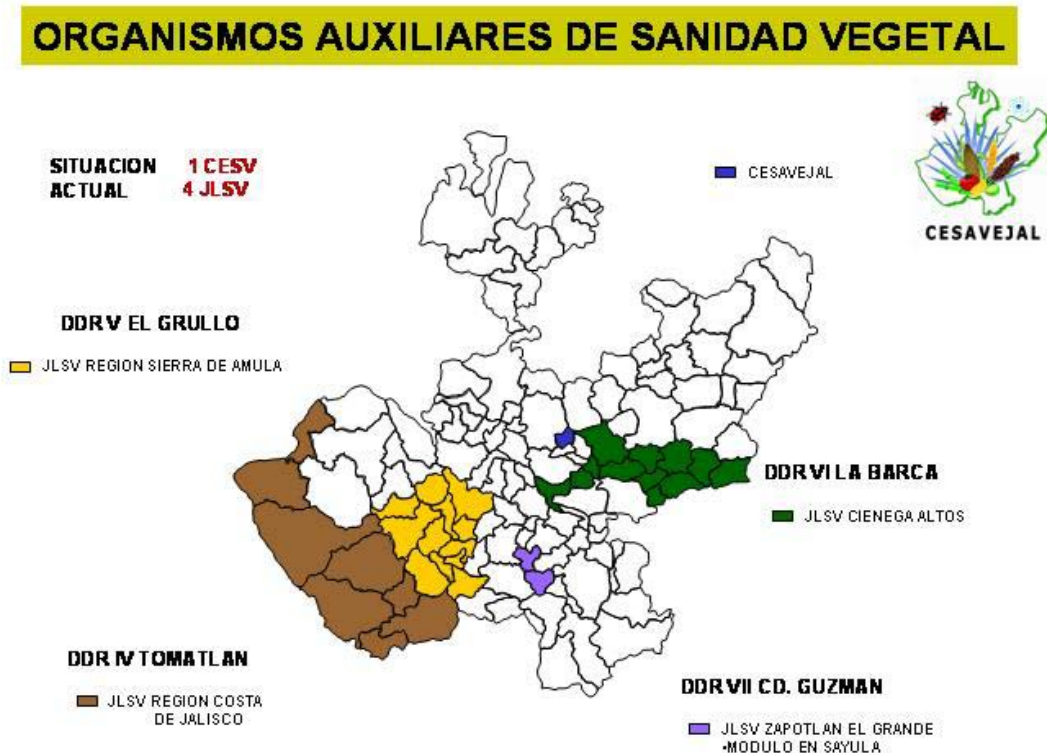 ORGANISMOS AUXILIARES DE SANIDAD VEGETAL
SITUACION 1 CESV
ACTUAL 4 JLSV
CESAVEJAL
CESAVEJAL
DDR V EL GRULLO
JLSV REGION SIERRA DE AMULA
DDR VI LA BARCA
JLSV CIENEGA ALTOS
DDR IV TOMATLAN
JLSV REGION COSTA
DE JALISCO
DDR VII CD. GUZMAN
JLSV ZAPOTLAN EL GRANDE
-MODULO EN SAYULA